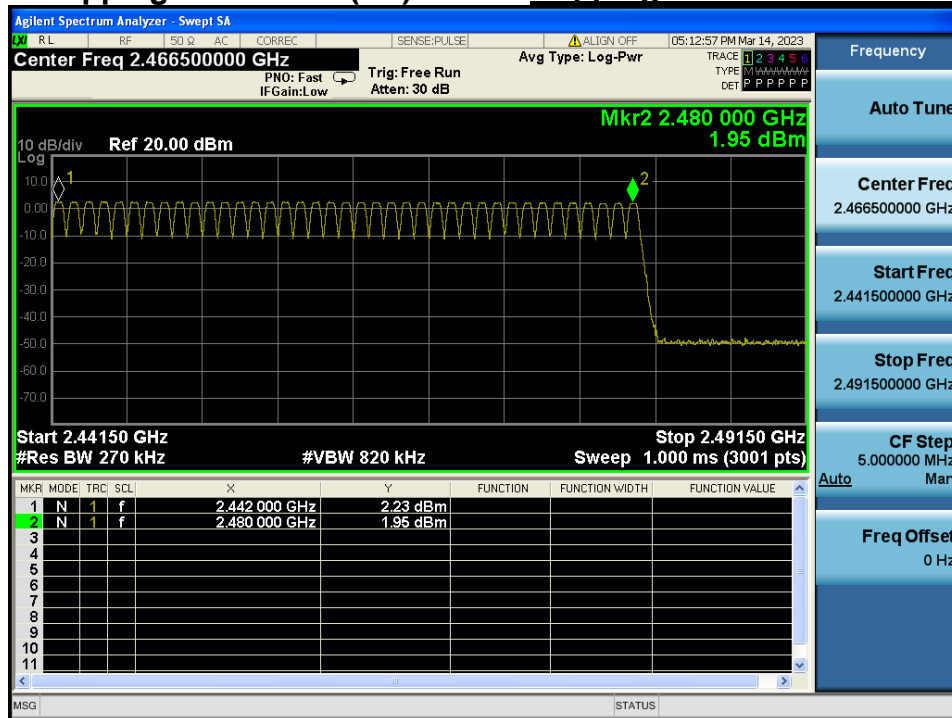 Agilent Spectrum Analyzer - Swept SA
LXI RL RF 50 Ω AC CORREC SENSE:PULSE ALIGN OFF 05:12:57 PM Mar 14, 2023
Center Freq 2.466500000 GHz
PNO: Fast
IFGain:Low
Trig: Free Run
Atten: 30 dB
Avg Type: Log-Pwr
TRACE 1 2 3 4 5 6
TYPE M
DET P P P P P P
Mkr2 2.480 000 GHz
1.95 dBm
10 dB/div Ref 20.00 dBm
Log
1
2
10.0
0.00
-10.0
-20.0
-30.0
-40.0
-50.0
-60.0
-70.0
Start 2.44150 GHz Stop 2.49150 GHz
#Res BW 270 kHz #VBW 820 kHz Sweep 1.000 ms (3001 pts)
MKR MODE TRC SCL X Y FUNCTION FUNCTION WIDTH FUNCTION VALUE
1 N 1 f 2.442 000 GHz 2.23 dBm
2 N 1 f 2.480 000 GHz 1.95 dBm
3
4
5
6
7
8
9
10
11
MSG STATUS
Frequency
Auto Tune
Center Freq
2.466500000 GHz
Start Freq
2.441500000 GHz
Stop Freq
2.491500000 GHz
CF Step
5.000000 MHz
Auto Man
Freq Offset
0 Hz